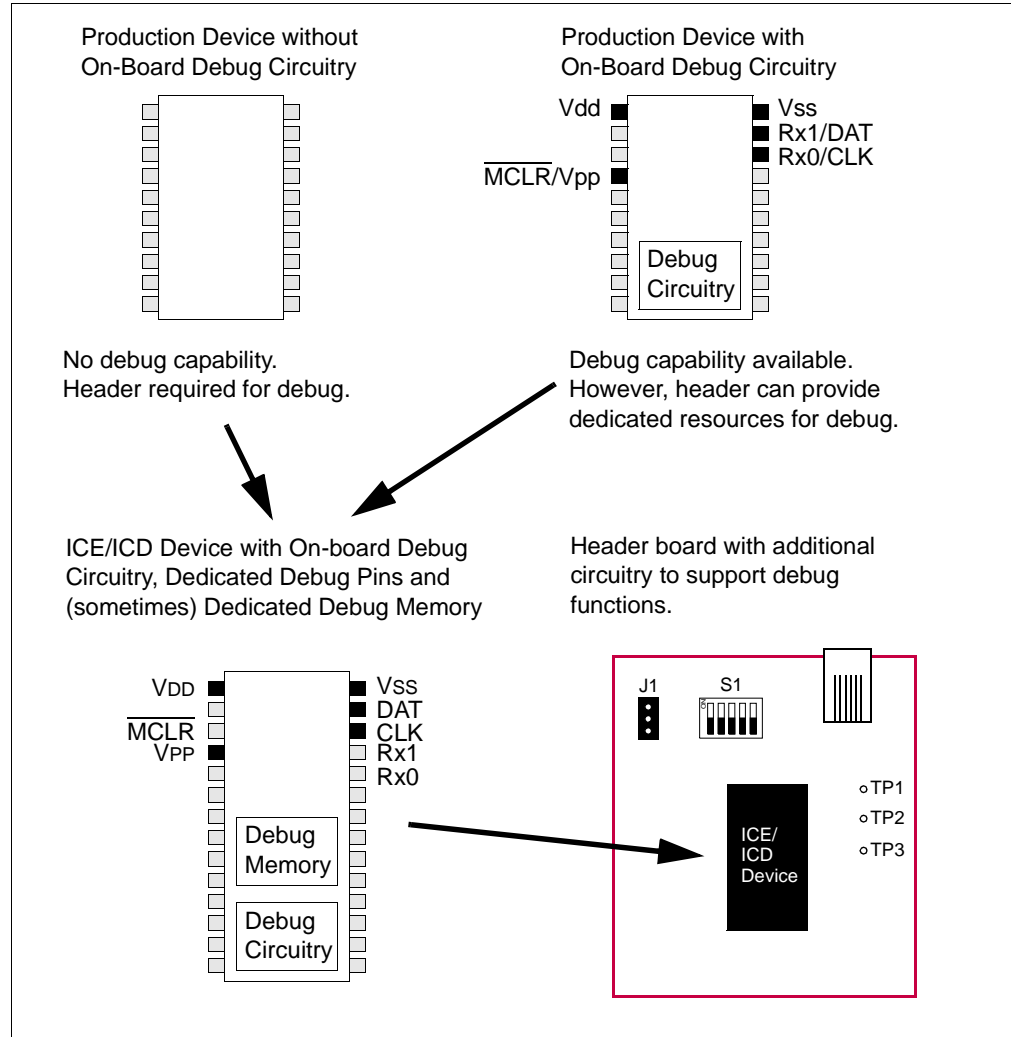 Production Device without
On-Board Debug Circuitry
Production Device with
On-Board Debug Circuitry
Vdd
MCLR/Vpp
Vss
Rx1/DAT
Rx0/CLK
Debug
Circuitry
No debug capability.
Header required for debug.
Debug capability available.
However, header can provide
dedicated resources for debug.
ICE/ICD Device with On-board Debug
Circuitry, Dedicated Debug Pins and
(sometimes) Dedicated Debug Memory
Header board with additional
circuitry to support debug
functions.
VDD
MCLR
VPP
VSS
DAT
CLK
Rx1
Rx0
Debug
Memory
Debug
Circuitry
J1
S1
ON
TP1
TP2
TP3
ICE/
ICD
Device